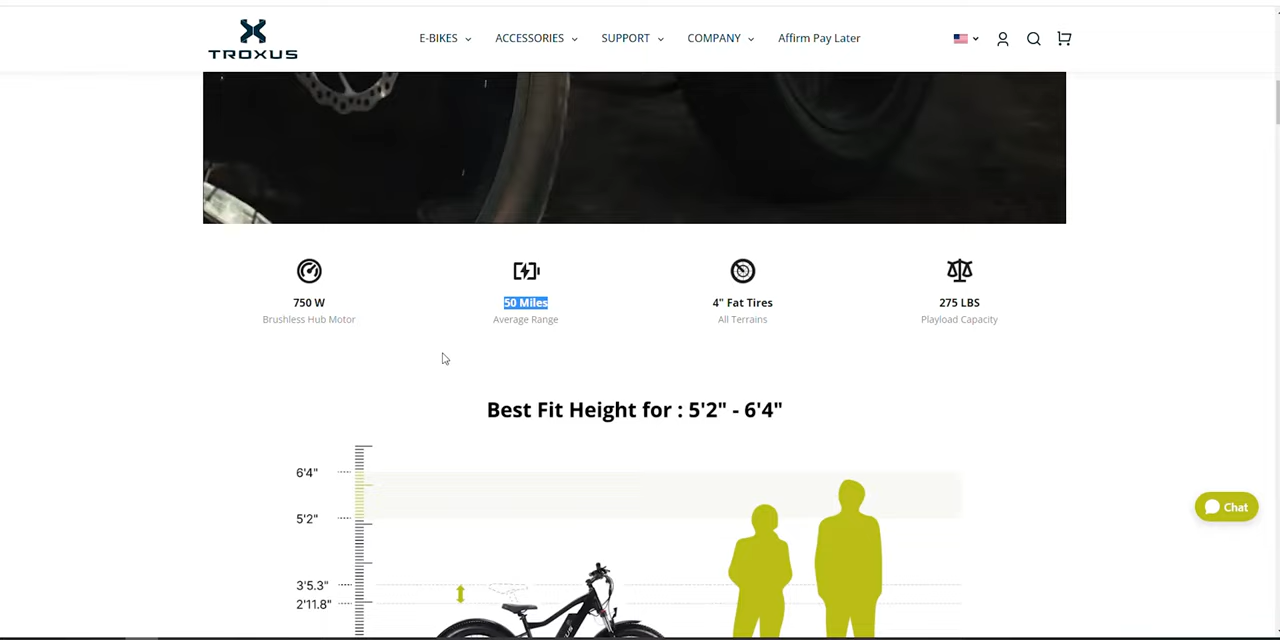 TROXUS
E-BIKES
ACCESSORIES
SUPPORT
COMPANY
Affirm Pay Later
750 W
Brushless Hub Motor
50 Miles
Average Range
4" Fat Tires
All Terrains
275 LBS
Playload Capacity
Best Fit Height for : 5'2" - 6'4"
6'4"
5'2"
3'5.3"
2'11.8"
Chat